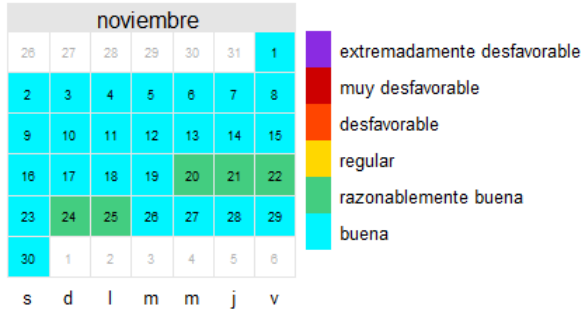 noviembre
26 27 28 29 30 31 1
2 3 4 5 6 7 8
9 10 11 12 13 14 15
16 17 18 19 20 21 22
23 24 25 26 27 28 29
30 1 2 3 4 5 6
s d l m m j v
extremadamente desfavorable
muy desfavorable
desfavorable
regular
razonablemente buena
buena